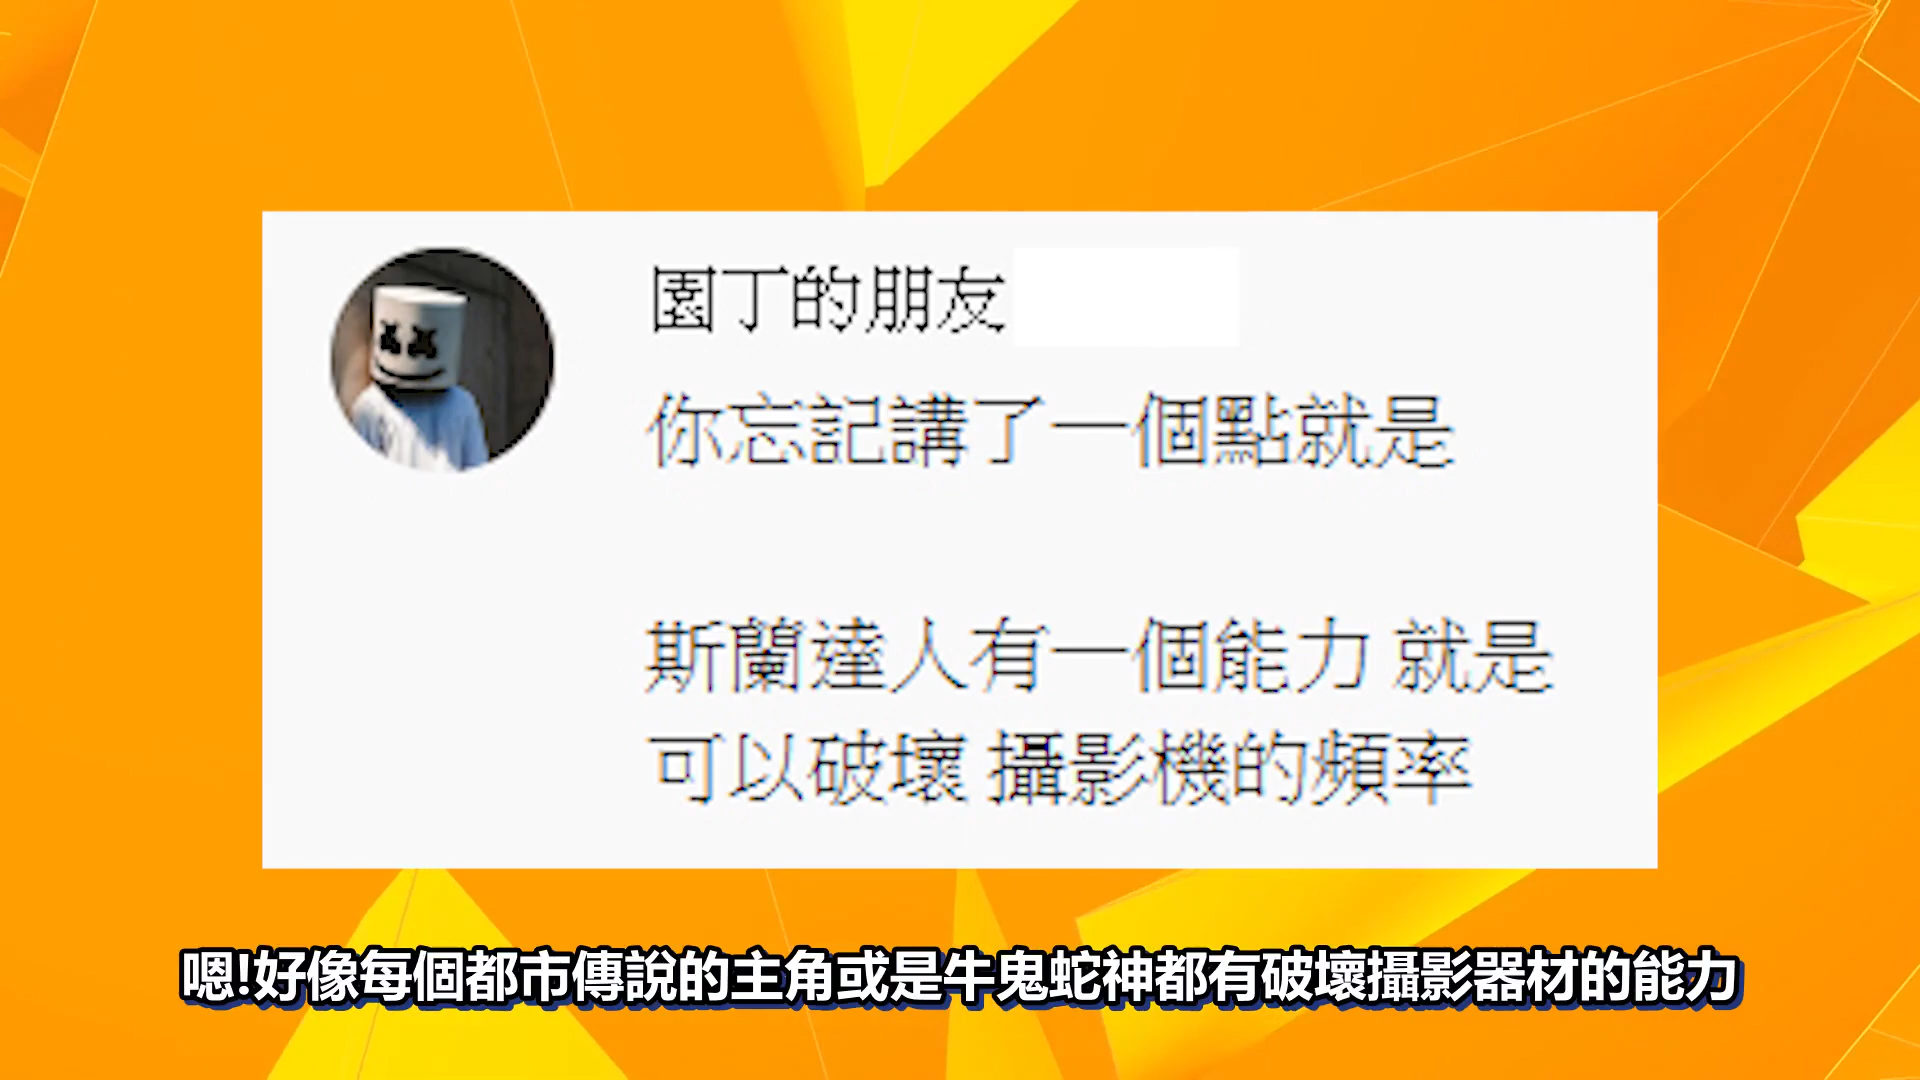 園丁的朋友
你忘記講了一個點就是
斯蘭達人有一個能力 就是
可以破壞 攝影機的頻率
嗯!好像每個都市傳說的主角或是牛鬼蛇神都有破壞攝影器材的能力